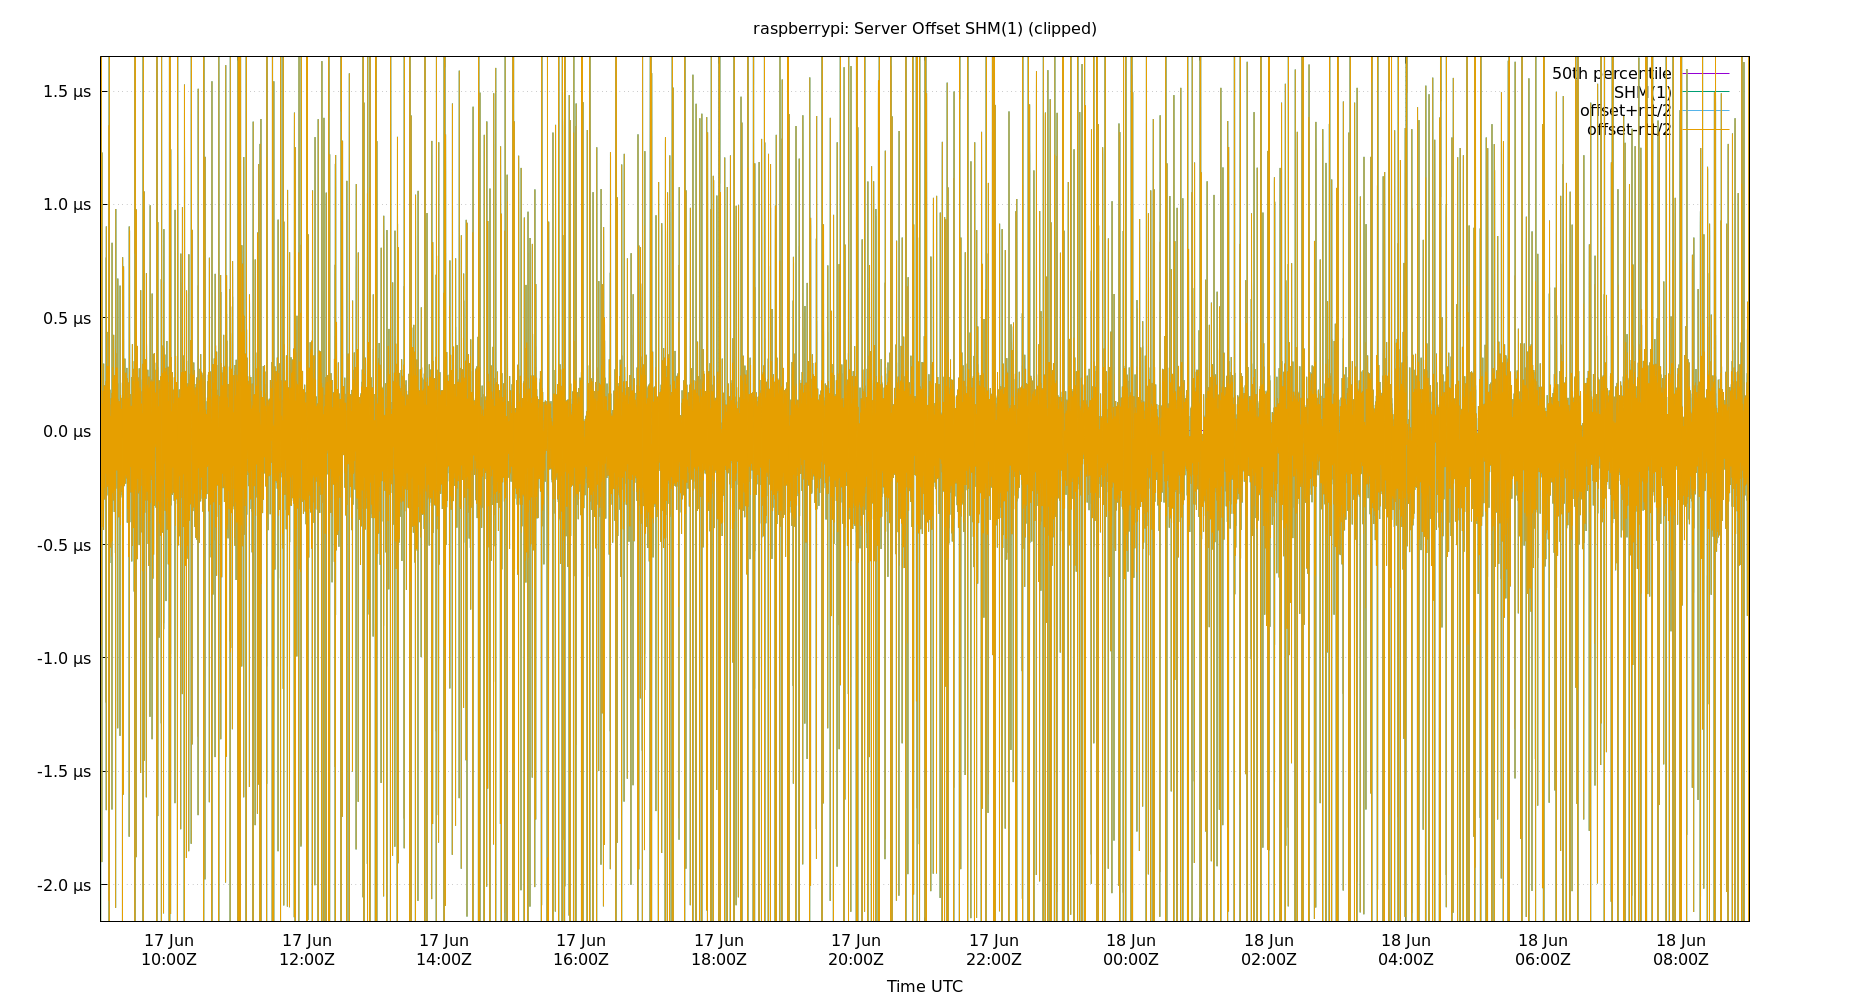 raspberrypi: Server Offset SHM(1) (clipped)
50th percentile
SHM(1)
offset+rtt/2
offset-rtt/2
1.5 µs
1.0 µs
0.5 µs
0.0 µs
-0.5 µs
-1.0 µs
-1.5 µs
-2.0 µs
17 Jun 17 Jun 17 Jun 17 Jun 17 Jun 17 Jun 17 Jun 18 Jun 18 Jun 18 Jun 18 Jun 18 Jun
10:00Z 12:00Z 14:00Z 16:00Z 18:00Z 20:00Z 22:00Z 00:00Z 02:00Z 04:00Z 06:00Z 08:00Z
Time UTC